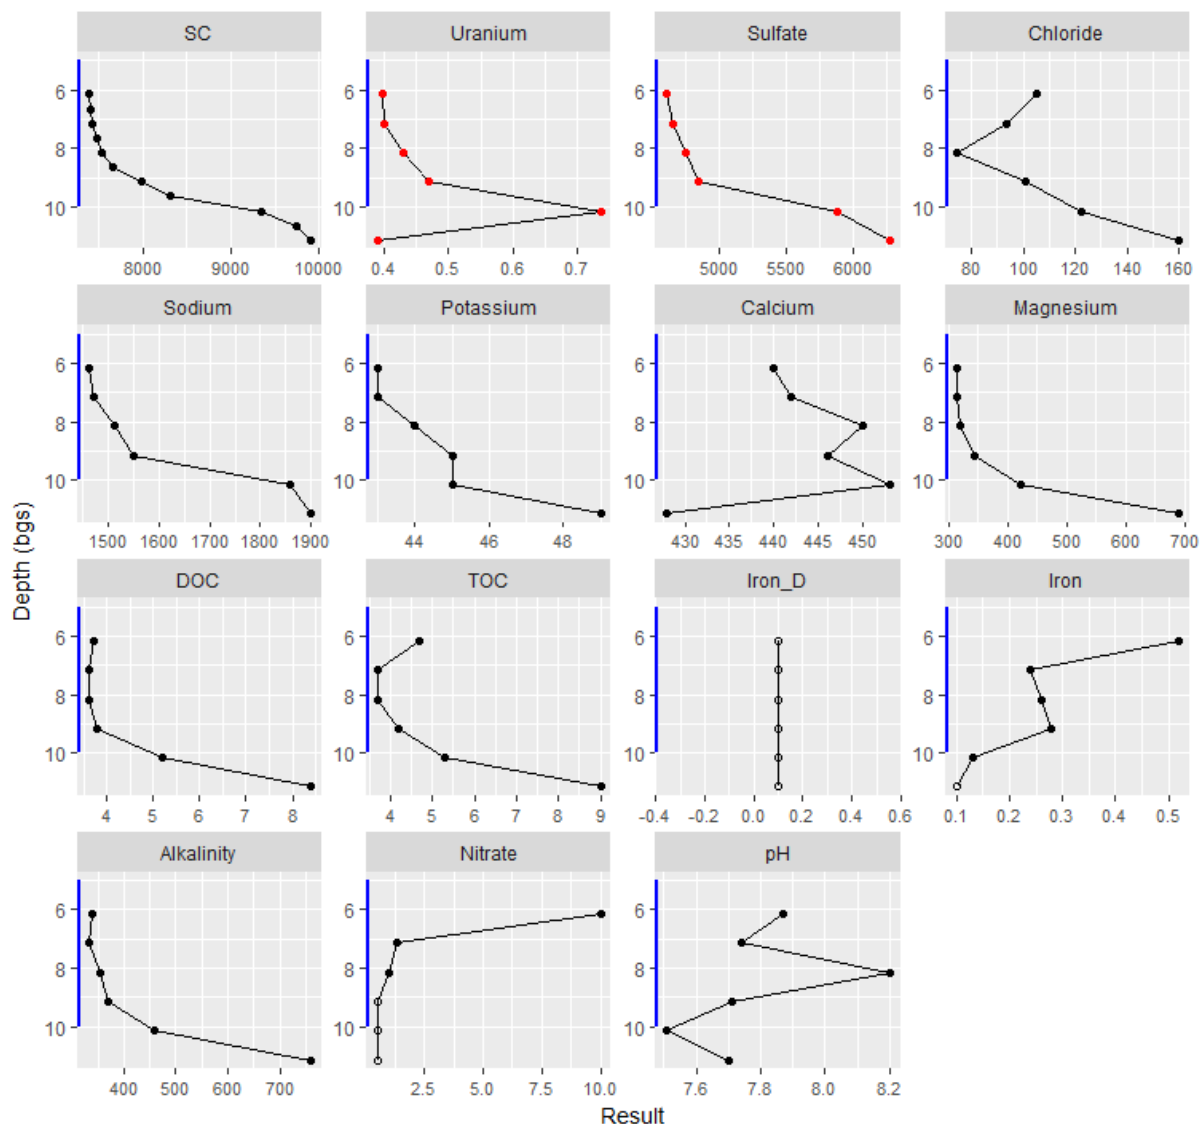 SC Uranium Sulfate Chloride
6 6 6 6
8 8 8 8
10 10 10 10
8000 9000 10000 0.4 0.5 0.6 0.7 5000 6000 80 100 120 140 160
Sodium Potassium Calcium Magnesium
6 6 6 6
8 8 8 8
10 10 10 10
1500 1600 1700 1800 1900 44 46 48 430 435 440 445 450 300 400 500 600 700
Depth (bgs)
DOC TOC Iron_D Iron
6 6 6 6
8 8 8 8
10 10 10 10
4 5 6 7 8 4 5 6 7 8 9 -0.4 -0.2 0.0 0.2 0.4 0.6 0.1 0.2 0.3 0.4 0.5
Alkalinity Nitrate pH
6 6 6
8 8 8
10 10 10
400 500 600 700 2.5 5.0 7.5 10.0 7.6 7.8 8.0 8.2
Result